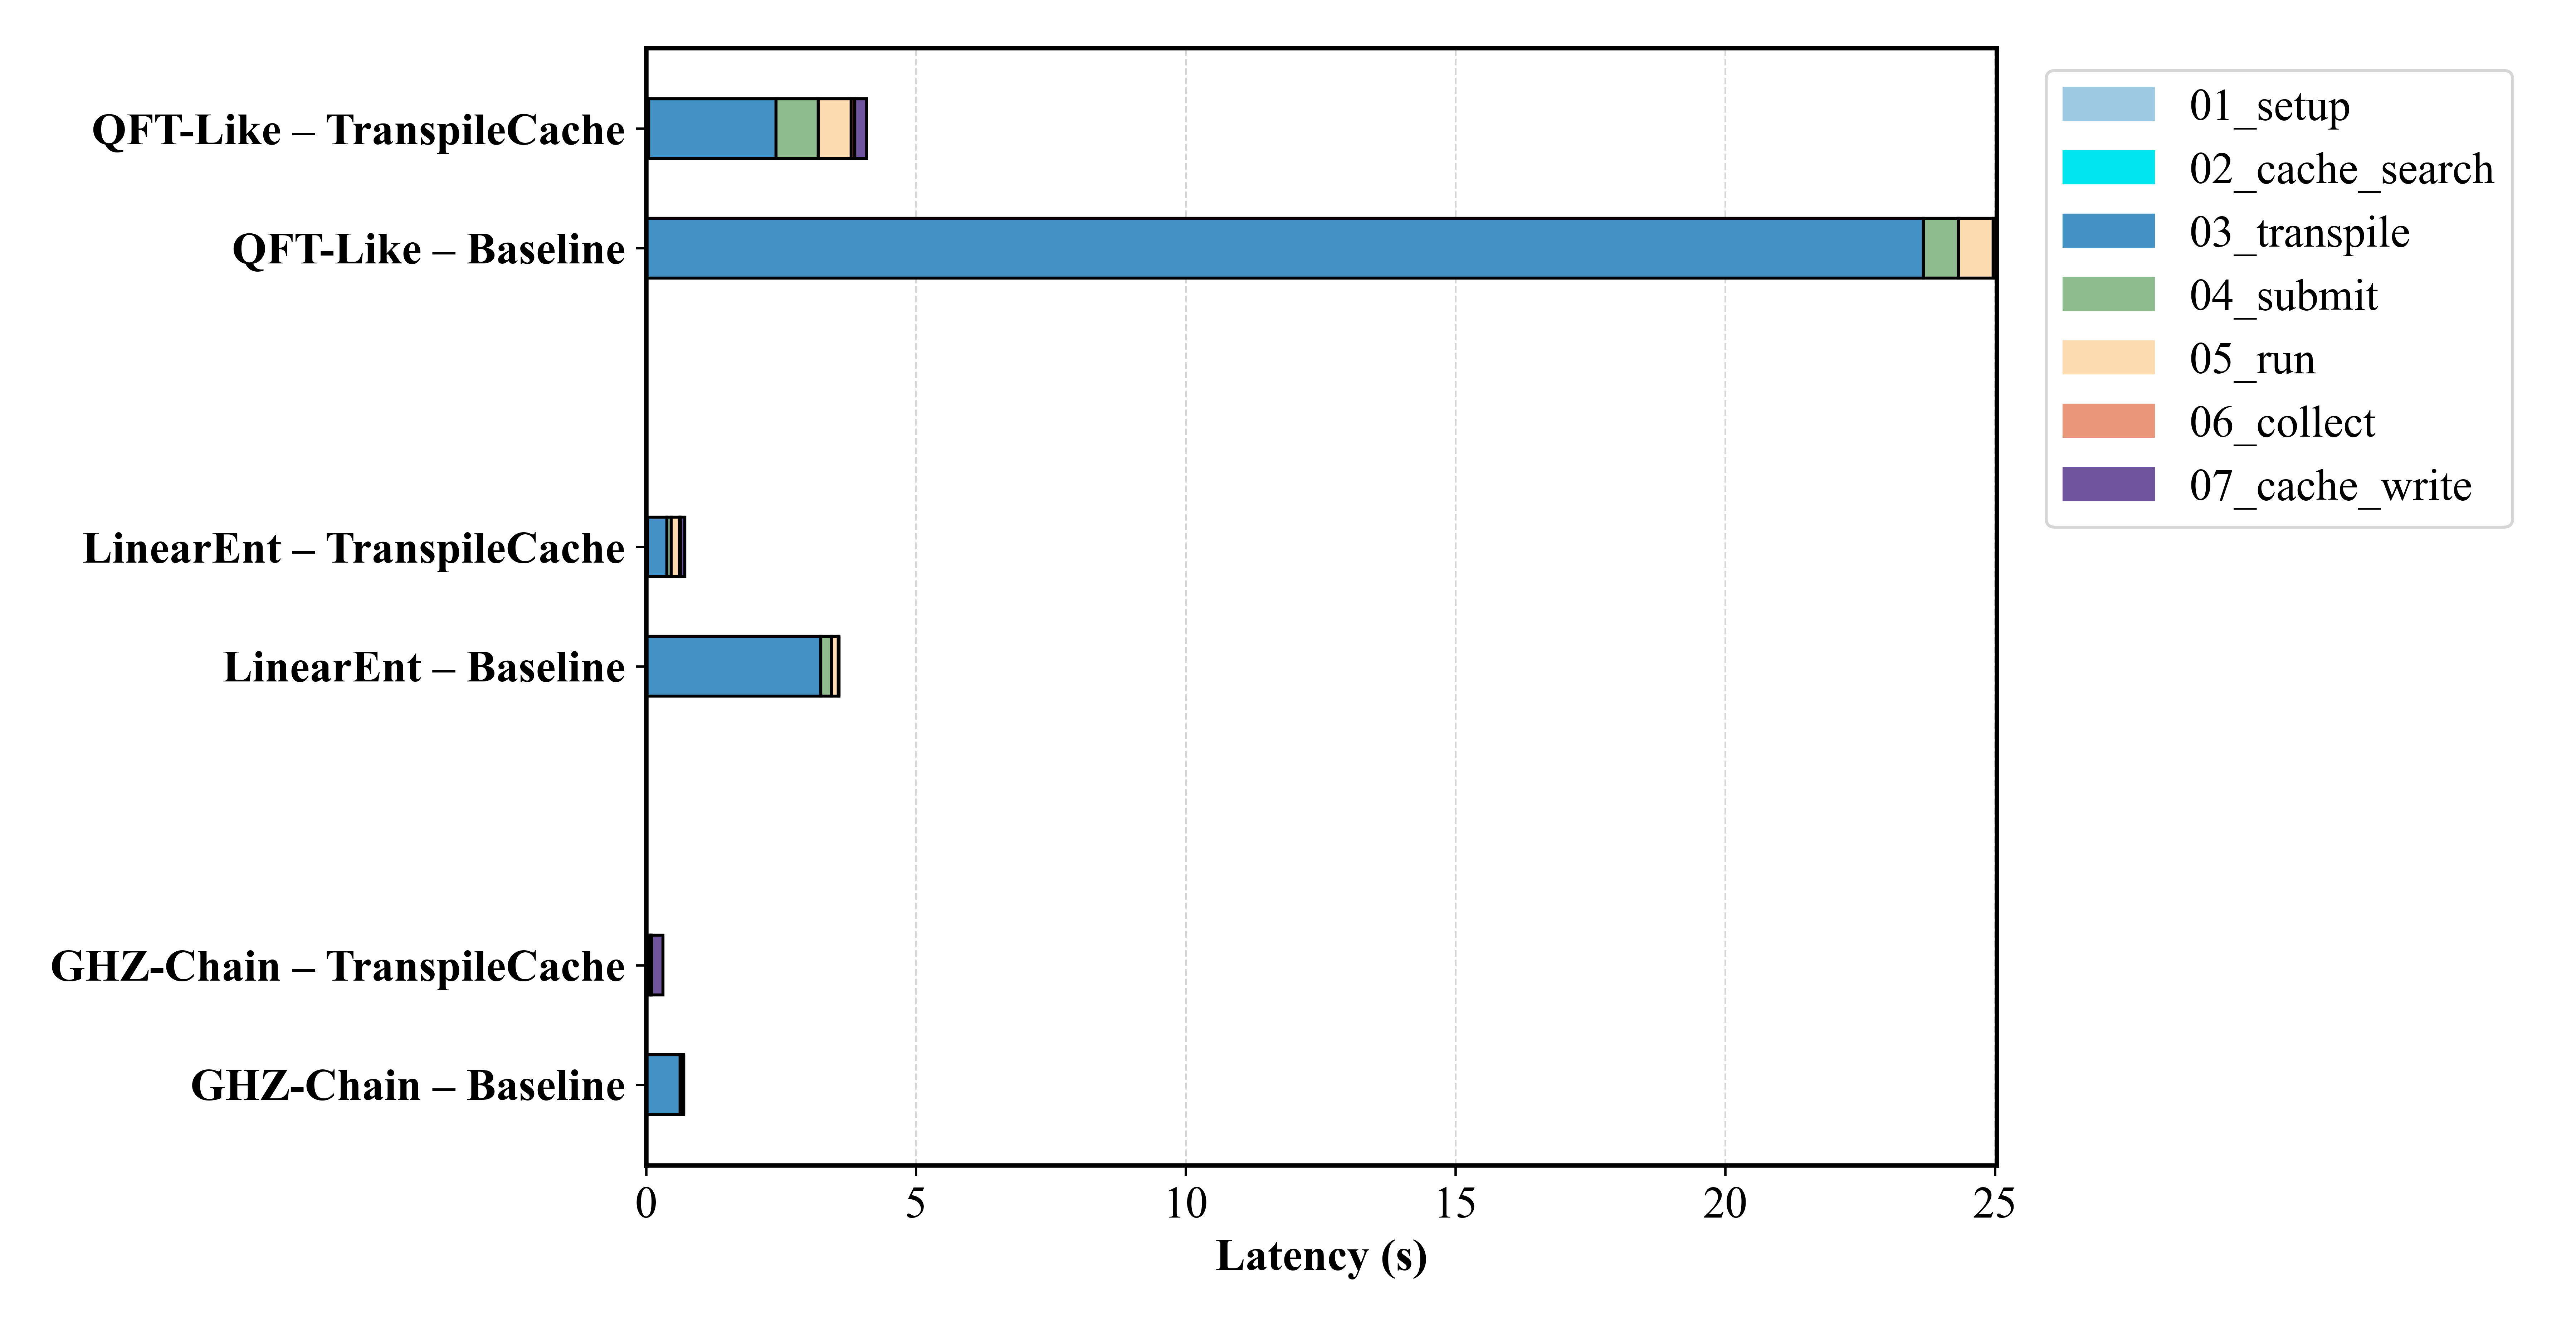 QFT-Like – TranspileCache
QFT-Like – Baseline
LinearEnt – TranspileCache
LinearEnt – Baseline
GHZ-Chain – TranspileCache
GHZ-Chain – Baseline
0 5 10 15 20 25
Latency (s)
01_setup
02_cache_search
03_transpile
04_submit
05_run
06_collect
07_cache_write